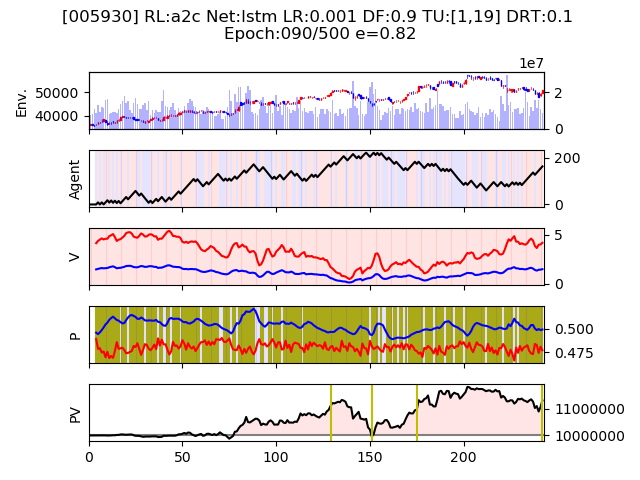 [005930] RL:a2c Net:lstm LR:0.001 DF:0.9 TU:[1,19] DRT:0.1
Epoch:090/500 e=0.82
1e7
Env.
50000
40000
2
0
Agent
200
0
V
5
0
P
0.500
0.475
PV
11000000
10000000
0 50 100 150 200